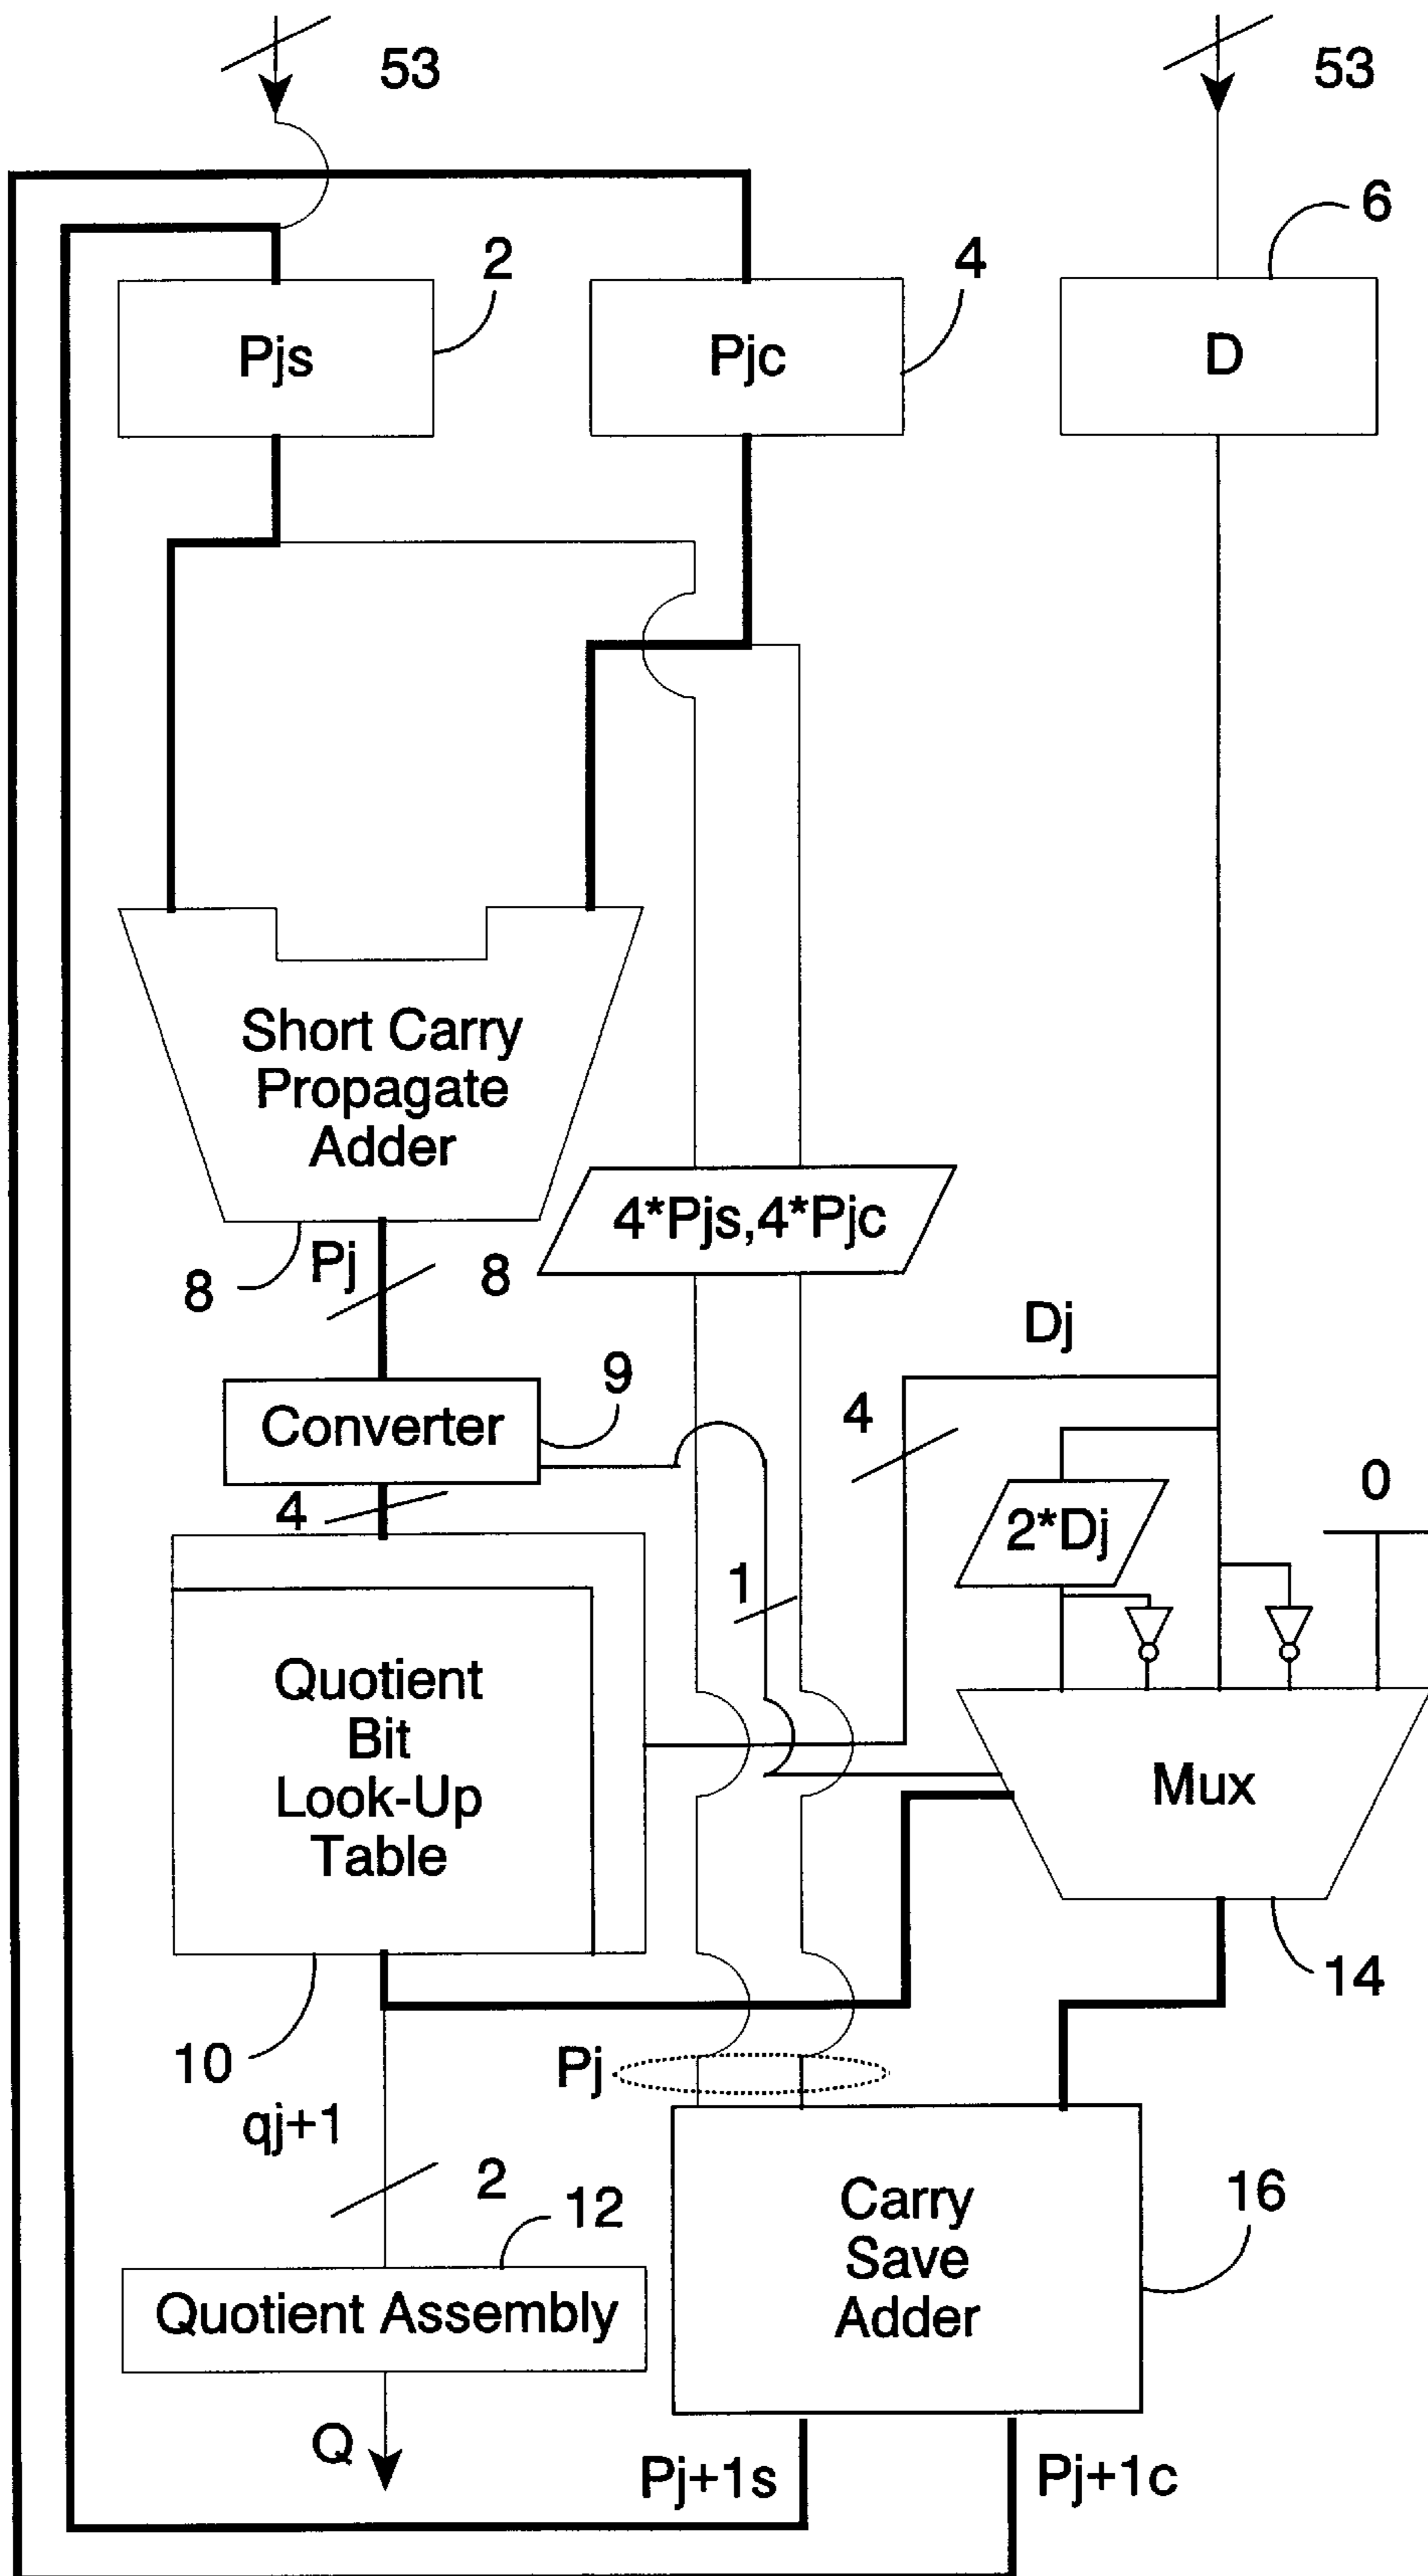 53
53
6
2
4
Pjs
Pjc
D
Short Carry
Propagate
Adder
4*Pjs,4*Pjc
8
Pj
8
Dj
9
4
Converter
0
4
2*Dj
1
Quotient
Bit
Look-Up
Table
Mux
14
10
Pj
qj+1
2
12
16
Carry
Save
Adder
Quotient Assembly
Q
Pj+1s
Pj+1c